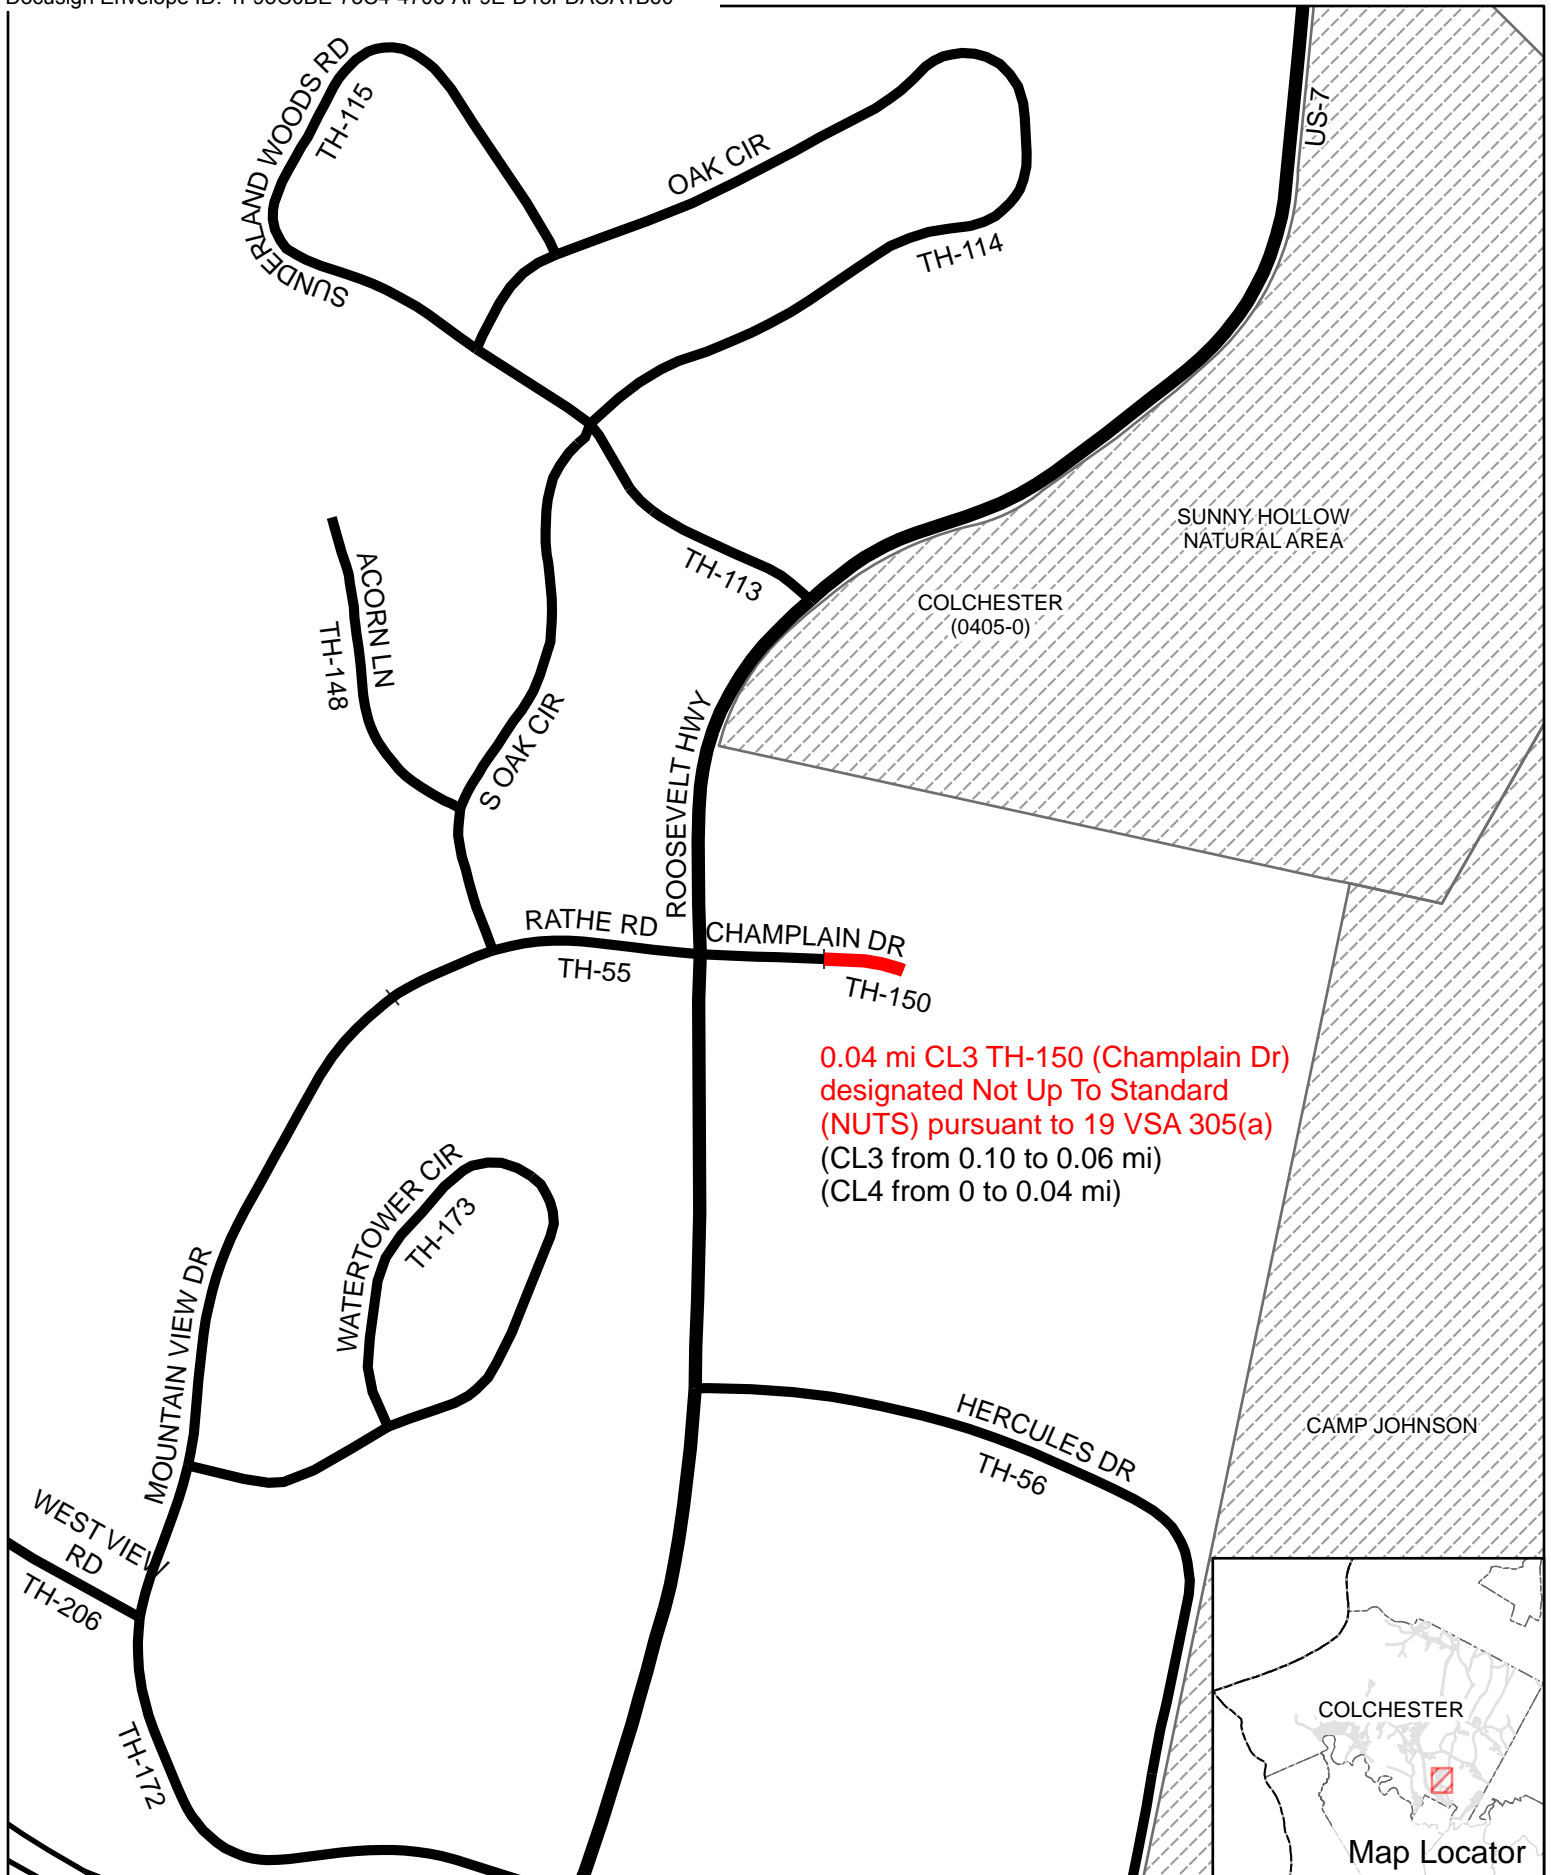 SUNDERLAND WOODS RD
TH-115
OAK CIR
TH-114
US-7
SUNNY HOLLOW
NATURAL AREA
COLCHESTER
(0405-0)
TH-113
ACORN LN
TH-148
S OAK CIR
ROOSEVELT HWY
RATHE RD
TH-55
CHAMPLAIN DR
TH-150
0.04 mi CL3 TH-150 (Champlain Dr)
designated Not Up To Standard
(NUTS) pursuant to 19 VSA 305(a)
(CL3 from 0.10 to 0.06 mi)
(CL4 from 0 to 0.04 mi)
WATERTOWER CIR
TH-173
MOUNTAIN VIEW DR
HERCULES DR
TH-56
CAMP JOHNSON
WEST VIEW
RD
TH-206
TH-172
COLCHESTER
Map Locator